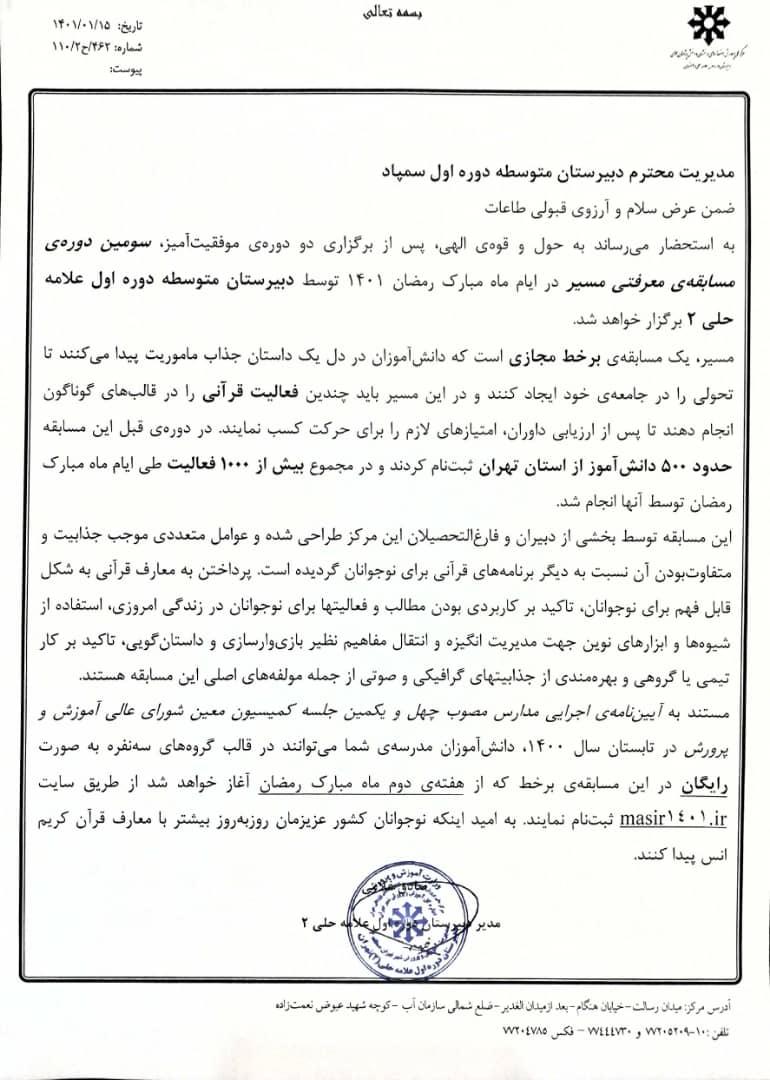 بسمه تعالی
تاریخ: ۱۴۰۱/۰۱/۱۵
شماره: ۱۱۰/۲/ح/۴۶۲
پیوست:
مدیریت محترم دبیرستان متوسطه دوره اول سمپاد
ضمن عرض سلام و آرزوی قبولی طاعات
به استحضار می‌رساند به حول و قوه‌ی الهی، پس از برگزاری دو دوره‌ی موفقیت‌آمیز، سومین دوره‌ی
مسابقه‌ی معرفتی مسیر در ایام ماه مبارک رمضان ۱۴۰۱ توسط دبیرستان متوسطه دوره اول علامه
حلی ۲ برگزار خواهد شد.
مسیر، یک مسابقه‌ی برخط مجازی است که دانش‌آموزان در دل یک داستان جذاب ماموریت پیدا می‌کنند تا
تحولی را در جامعه‌ی خود ایجاد کنند و در این مسیر باید چندین فعالیت قرآنی را در قالب‌های گوناگون
انجام دهند تا پس از ارزیابی داوران، امتیازهای لازم را برای حرکت کسب نمایند. در دوره‌ی قبل این مسابقه
حدود ۵۰۰ دانش‌آموز از استان تهران ثبت‌نام کردند و در مجموع بیش از ۱۰۰۰ فعالیت طی ایام ماه مبارک
رمضان توسط آنها انجام شد.
این مسابقه توسط بخشی از دبیران و فارغ‌التحصیلان این مرکز طراحی شده و عوامل متعددی موجب جذابیت و
متفاوت‌بودن آن نسبت به دیگر برنامه‌های قرآنی برای نوجوانان گردیده است. پرداختن به معارف قرآنی به شکل
قابل فهم برای نوجوانان، تاکید بر کاربردی بودن مطالب و فعالیتها برای نوجوانان در زندگی امروزی، استفاده از
شیوه‌ها و ابزارهای نوین جهت مدیریت انگیزه و انتقال مفاهیم نظیر بازی‌وارسازی و داستان‌گویی، تاکید بر کار
تیمی یا گروهی و بهره‌مندی از جذابیتهای گرافیکی و صوتی از جمله مولفه‌های اصلی این مسابقه هستند.
مستند به آیین‌نامه‌ی اجرایی مدارس مصوب چهل و یکمین جلسه کمیسیون معین شورای عالی آموزش و
پرورش در تابستان سال ۱۴۰۰، دانش‌آموزان مدرسه‌ی شما می‌توانند در قالب گروه‌های سه‌نفره به صورت
رایگان در این مسابقه‌ی برخط که از هفته‌ی دوم ماه مبارک رمضان آغاز خواهد شد از طریق سایت
masir۱٤۰۱.ir ثبت‌نام نمایند. به امید اینکه نوجوانان کشور عزیزمان روزبه‌روز بیشتر با معارف قرآن کریم
انس پیدا کنند.
وزارت آموزش و پرورش
مدیر دبیرستان دوره اول علامه حلی ۲
آدرس مرکز: میدان رسالت – خیابان هنگام – بعد ازمیدان الغدیر – ضلع شمالی سازمان آب – کوچه شهید عیوض نعمت‌زاده
تلفن: ۱۰–۷۷۲۰۵۲۰۹ و ۷۷٤٤٤۷۳۰ – فکس ۷۷۲۰٤۷۸۵